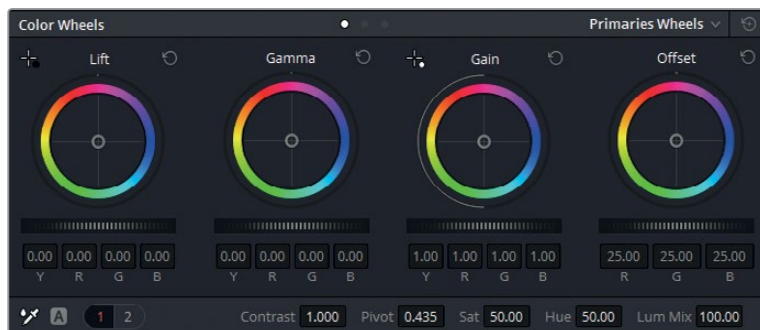 Color Wheels Primaries Wheels
Lift Gamma Gain Offset
0.00 0.00 0.00 0.00 0.00 0.00 0.00 0.00 1.00 1.00 1.00 1.00 25.00 25.00 25.00
Y R G B Y R G B Y R G B R G B
A 1 2 Contrast 1.000 Pivot 0.435 Sat 50.00 Hue 50.00 Lum Mix 100.00